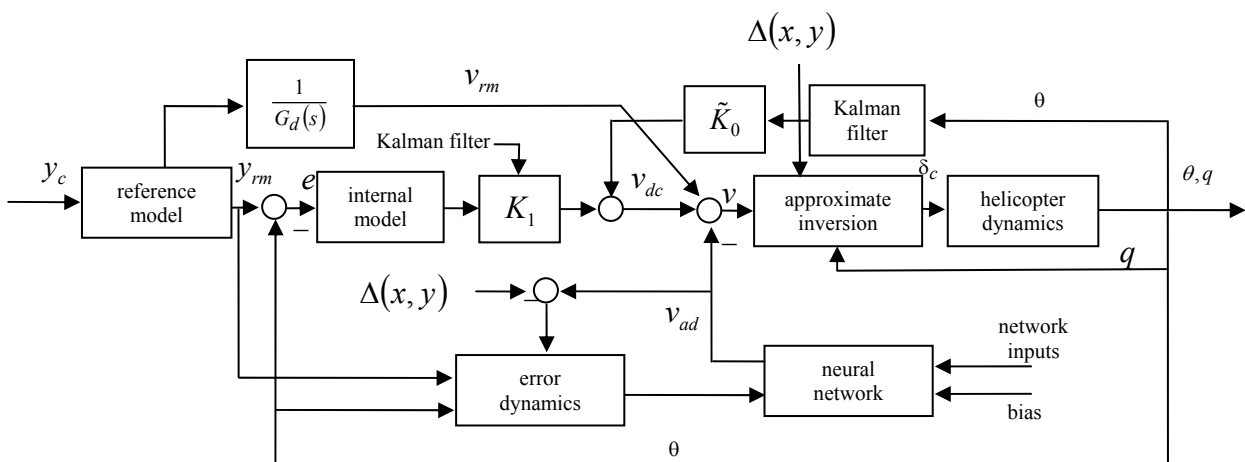 Δ(x, y)
1
G_d(s)
v_rm
K̃_0
Kalman
filter
θ
Kalman filter
y_c
reference
model
y_rm
e
−
internal
model
K_1
v_dc
v
−
approximate
inversion
δ_c
helicopter
dynamics
θ, q
q
Δ(x, y)
−
v_ad
network
inputs
error
dynamics
neural
network
bias
θ